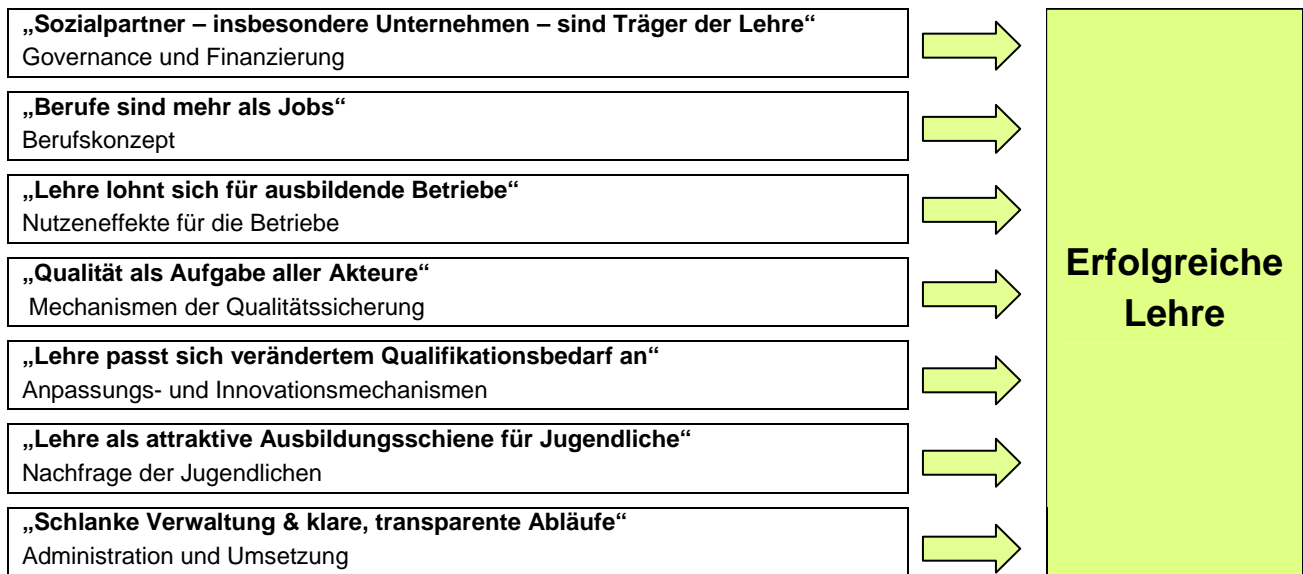 „Sozialpartner – insbesondere Unternehmen – sind Träger der Lehre“
Governance und Finanzierung
„Berufe sind mehr als Jobs“
Berufskonzept
„Lehre lohnt sich für ausbildende Betriebe“
Nutzeneffekte für die Betriebe
„Qualität als Aufgabe aller Akteure“
Mechanismen der Qualitätssicherung
„Lehre passt sich verändertem Qualifikationsbedarf an“
Anpassungs- und Innovationsmechanismen
„Lehre als attraktive Ausbildungsschiene für Jugendliche“
Nachfrage der Jugendlichen
„Schlanke Verwaltung & klare, transparente Abläufe“
Administration und Umsetzung
Erfolgreiche
Lehre